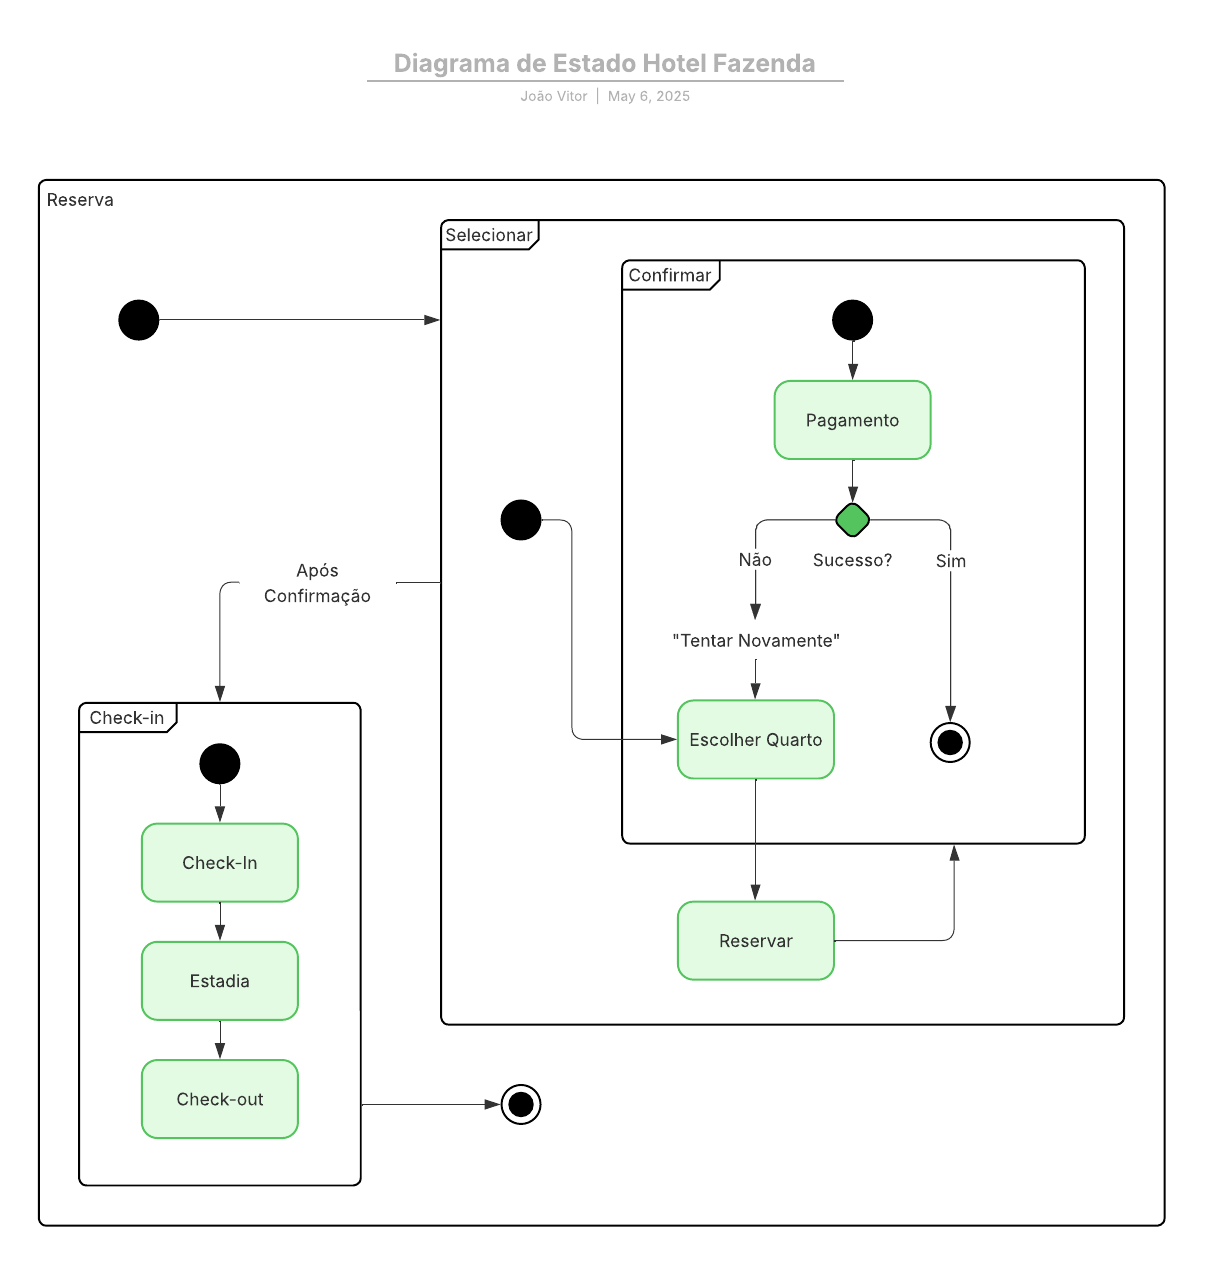 Diagrama de Estado Hotel Fazenda
João Vitor | May 6, 2025
Reserva
Selecionar
Confirmar
Pagamento
Não
Sucesso?
Sim
Após
Confirmação
"Tentar Novamente"
Check-in
Escolher Quarto
Check-In
Reservar
Estadia
Check-out